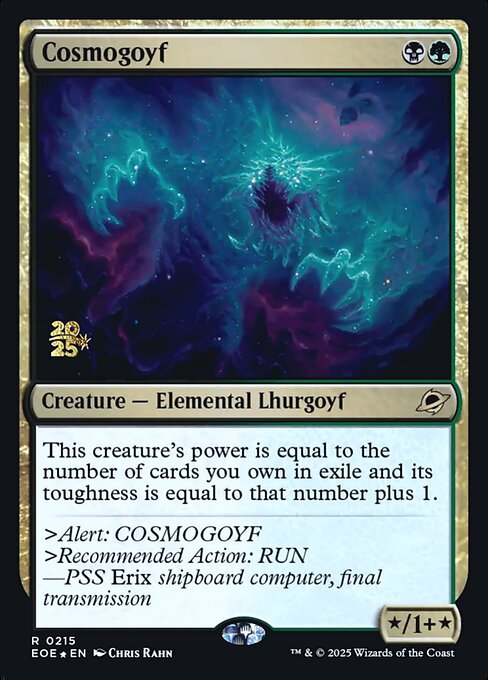 Cosmogoyf
20
25
Creature — Elemental Lhurgoyf
This creature's power is equal to the
number of cards you own in exile and its
toughness is equal to that number plus 1.
>Alert: COSMOGOYF
>Recommended Action: RUN
—PSS Erix shipboard computer, final
transmission
★/1+★
R 0215
EOE★EN Chris Rahn
™ & © 2025 Wizards of the Coast